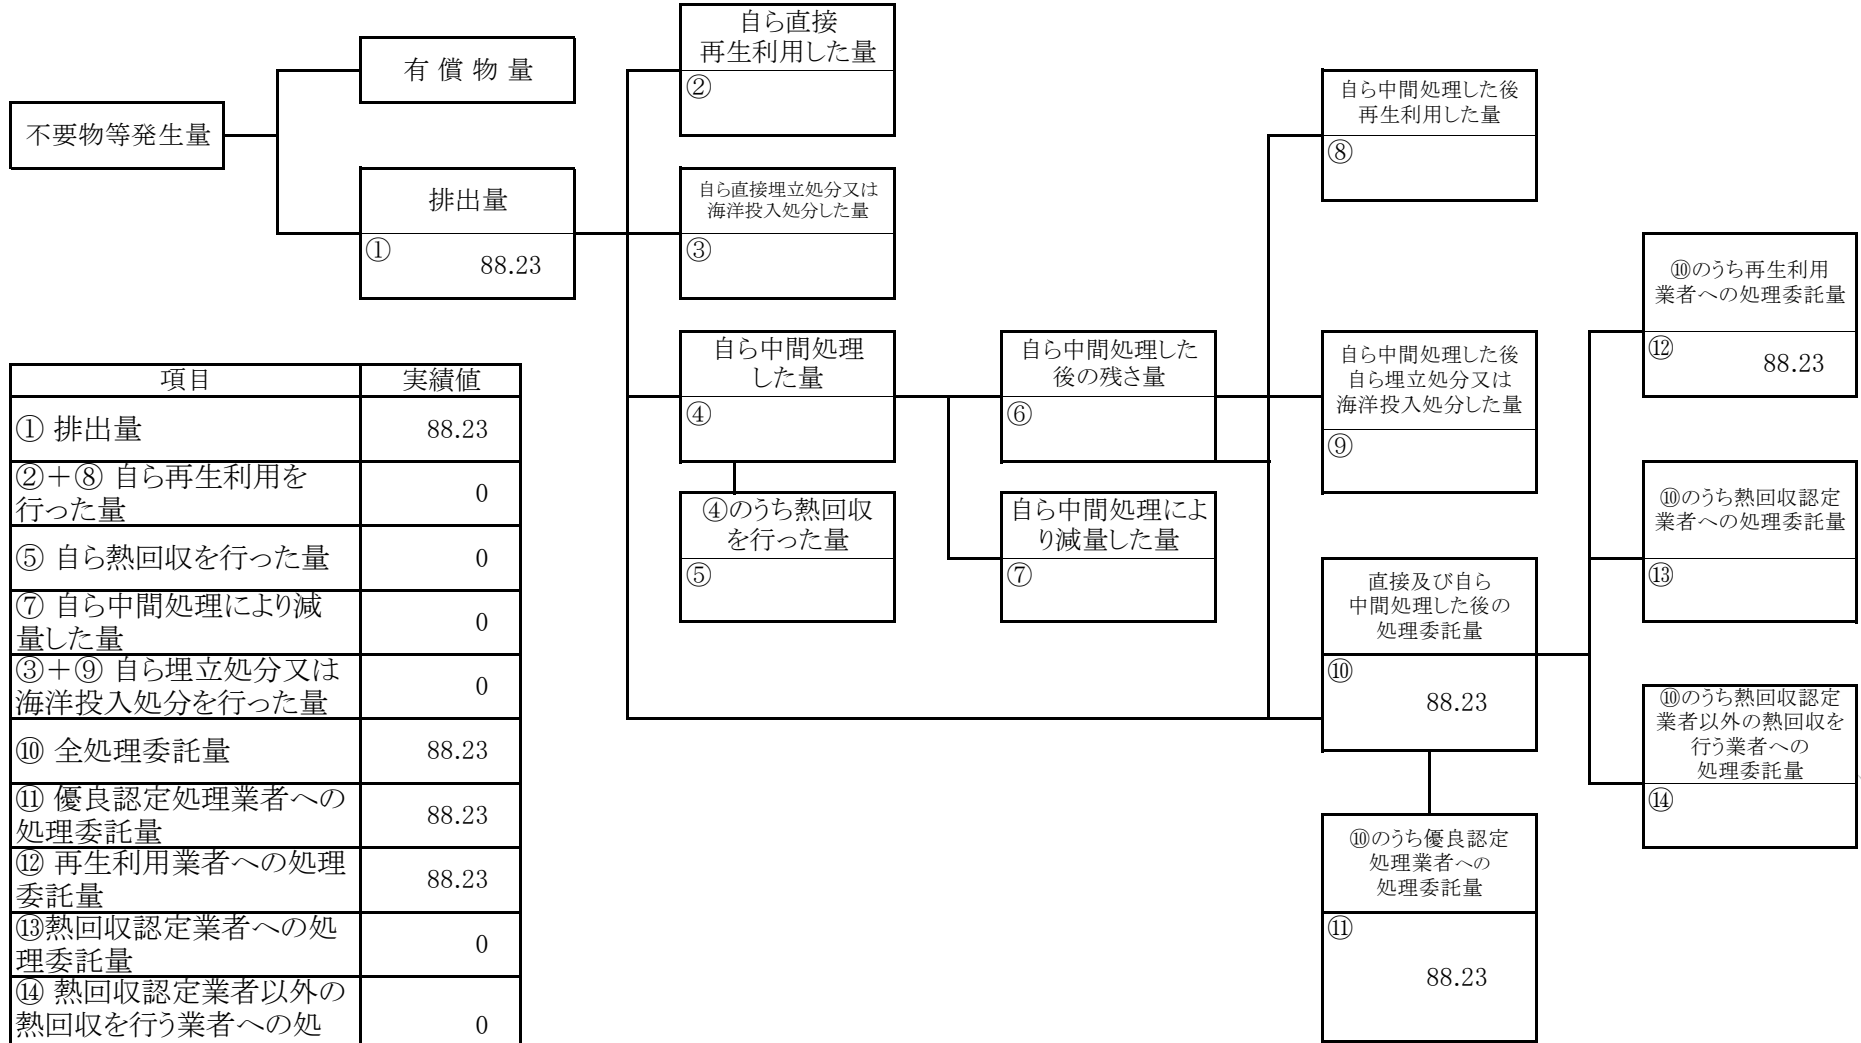 不要物等発生量
有 償 物 量
排出量
①
88.23
自ら直接
再生利用した量
②
自ら直接埋立処分又は
海洋投入処分した量
③
自ら中間処理
した量
④
④のうち熱回収
を行った量
⑤
自ら中間処理した
後の残さ量
⑥
自ら中間処理によ
り減量した量
⑦
自ら中間処理した後
再生利用した量
⑧
自ら中間処理した後
自ら埋立処分又は
海洋投入処分した量
⑨
直接及び自ら
中間処理した後の
処理委託量
⑩
88.23
⑩のうち優良認定
処理業者への
処理委託量
⑪
88.23
⑩のうち再生利用
業者への処理委託量
⑫
88.23
⑩のうち熱回収認定
業者への処理委託量
⑬
⑩のうち熱回収認定
業者以外の熱回収を
行う業者への
処理委託量
⑭
項目 実績値
① 排出量 88.23
②＋⑧ 自ら再生利用を
行った量 0
⑤ 自ら熱回収を行った量 0
⑦ 自ら中間処理により減
量した量 0
③＋⑨ 自ら埋立処分又は
海洋投入処分を行った量 0
⑩ 全処理委託量 88.23
⑪ 優良認定処理業者への
処理委託量 88.23
⑫ 再生利用業者への処理
委託量 88.23
⑬熱回収認定業者への処
理委託量 0
⑭ 熱回収認定業者以外の
熱回収を行う業者への処 0